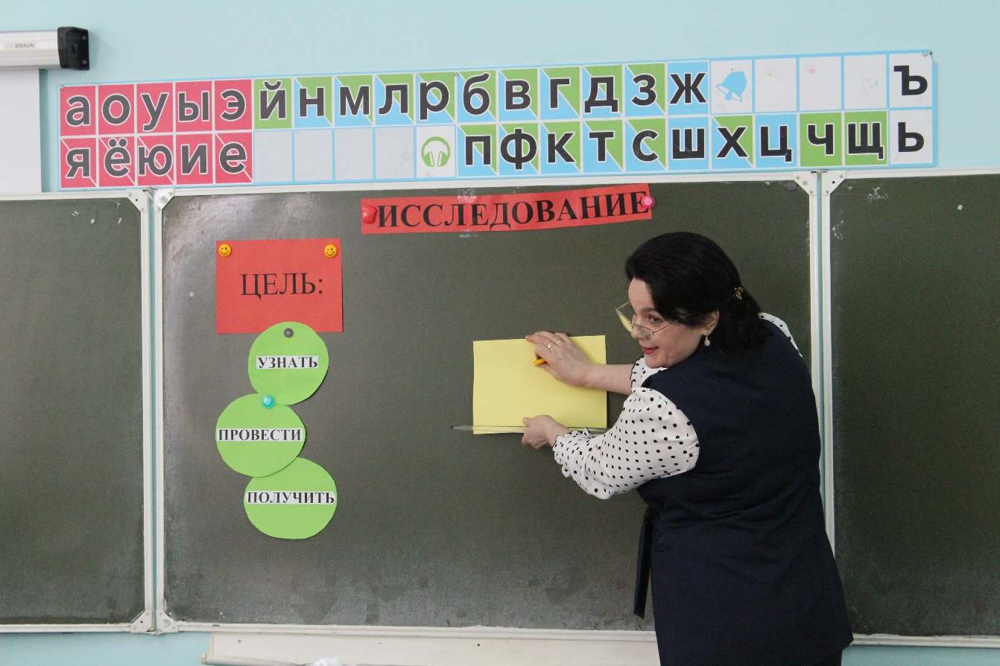 BRAUN
а о у ы э й н м л р б в г д з ж ъ
я ё ю и е п ф к т с ш х ц ч щ ь
ИССЛЕДОВАНИЕ
ЦЕЛЬ:
УЗНАТЬ
ПРОВЕСТИ
ПОЛУЧИТЬ